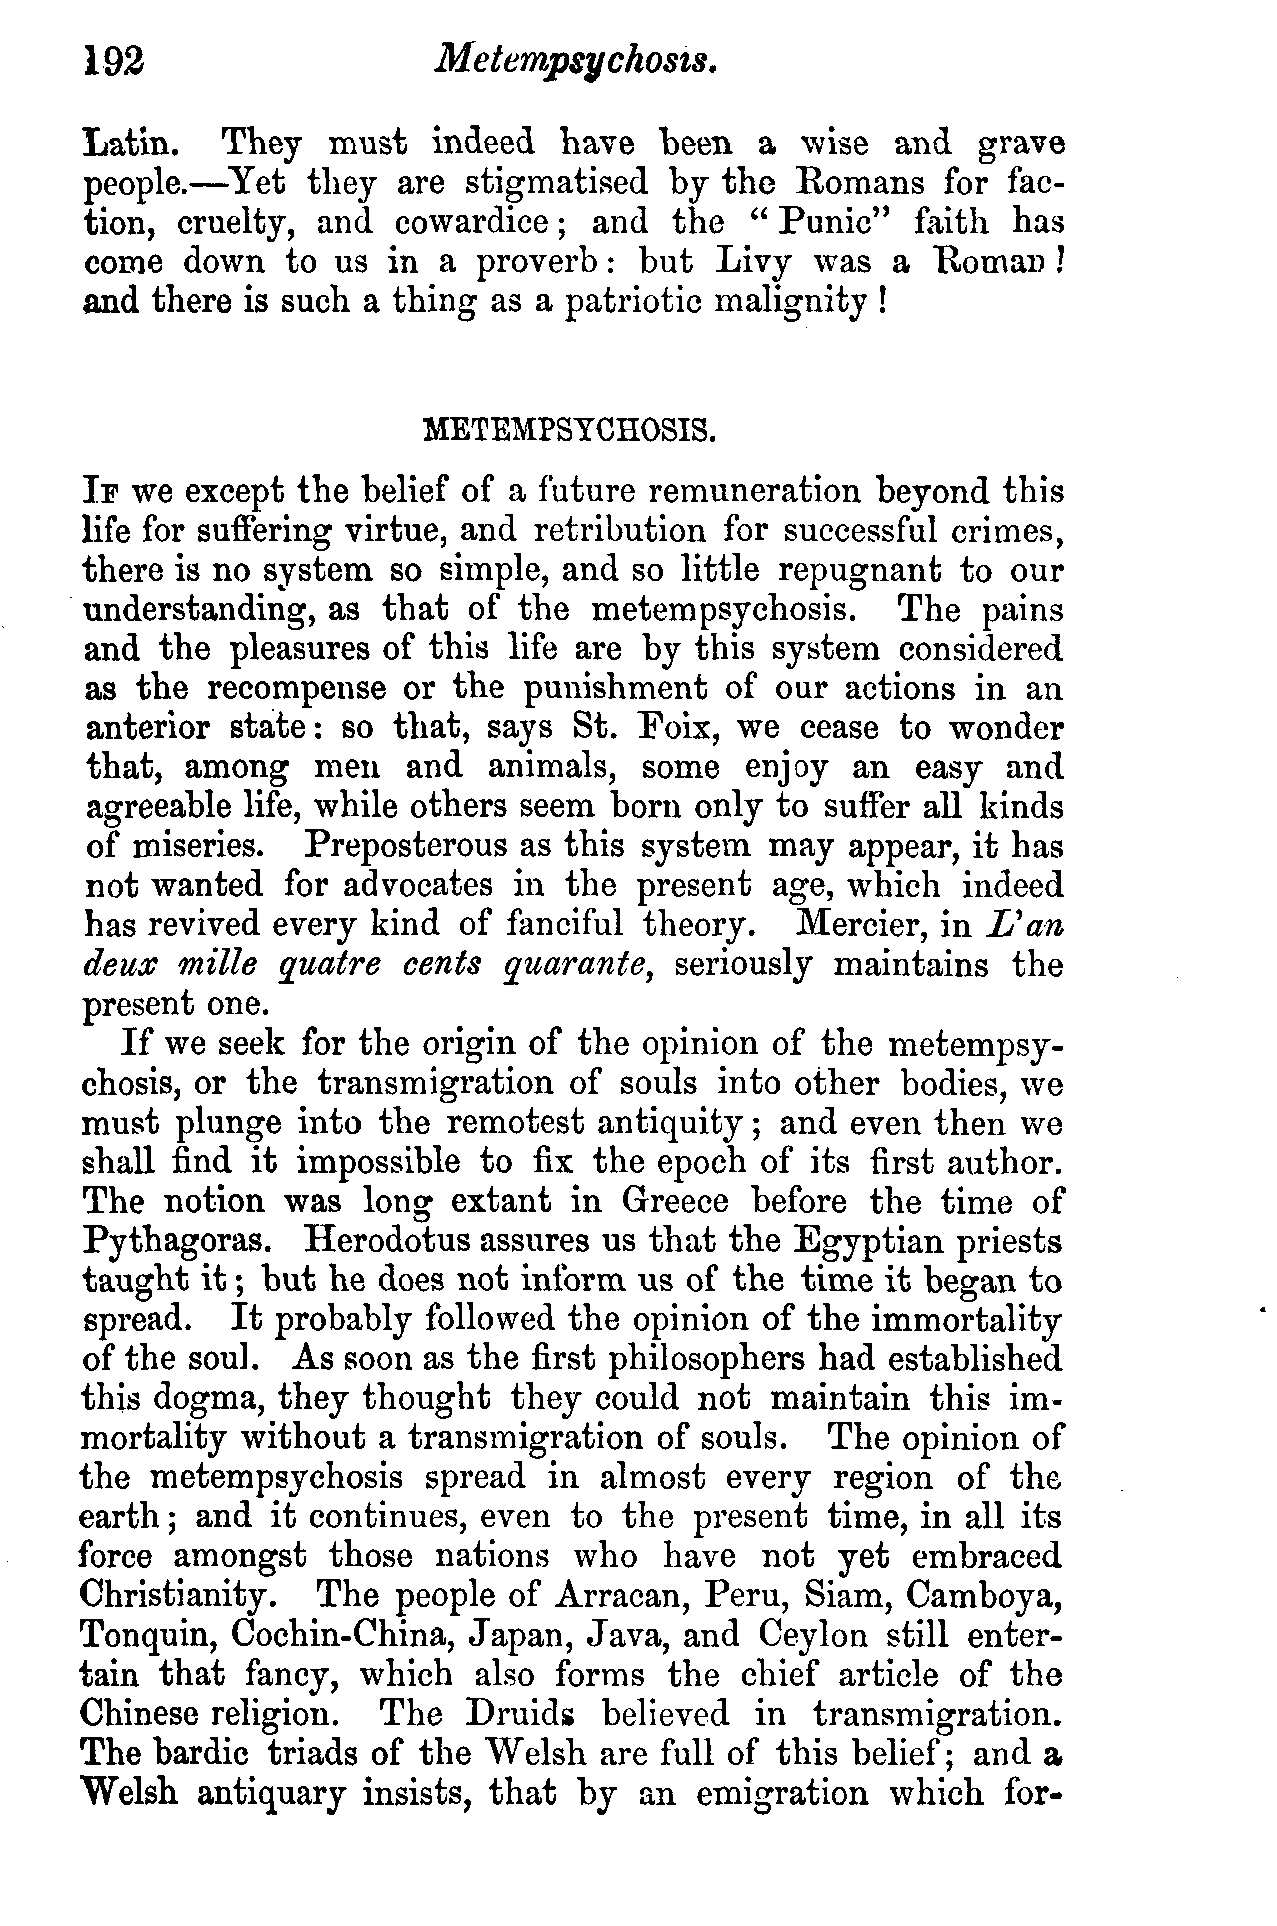 192 Metempsychosis.
Latin. They must indeed have been a wise and grave
people.—Yet they are stigmatised by the Romans for fac-
tion, cruelty, and cowardice; and the "Punic" faith has
come down to us in a proverb: but Livy was a Roman!
and there is such a thing as a patriotic malignity!
METEMPSYCHOSIS.
IF we except the belief of a future remuneration beyond this
life for suffering virtue, and retribution for successful crimes,
there is no system so simple, and so little repugnant to our
understanding, as that of the metempsychosis. The pains
and the pleasures of this life are by this system considered
as the recompense or the punishment of our actions in an
anterior state: so that, says St. Foix, we cease to wonder
that, among men and animals, some enjoy an easy and
agreeable life, while others seem born only to suffer all kinds
of miseries. Preposterous as this system may appear, it has
not wanted for advocates in the present age, which indeed
has revived every kind of fanciful theory. Mercier, in L'an
deux mille quatre cents quarante, seriously maintains the
present one.
If we seek for the origin of the opinion of the metempsy-
chosis, or the transmigration of souls into other bodies, we
must plunge into the remotest antiquity; and even then we
shall find it impossible to fix the epoch of its first author.
The notion was long extant in Greece before the time of
Pythagoras. Herodotus assures us that the Egyptian priests
taught it; but he does not inform us of the time it began to
spread. It probably followed the opinion of the immortality
of the soul. As soon as the first philosophers had established
this dogma, they thought they could not maintain this im-
mortality without a transmigration of souls. The opinion of
the metempsychosis spread in almost every region of the
earth; and it continues, even to the present time, in all its
force amongst those nations who have not yet embraced
Christianity. The people of Arracan, Peru, Siam, Camboya,
Tonquin, Cochin-China, Japan, Java, and Ceylon still enter-
tain that fancy, which also forms the chief article of the
Chinese religion. The Druids believed in transmigration.
The bardic triads of the Welsh are full of this belief; and a
Welsh antiquary insists, that by an emigration which for-